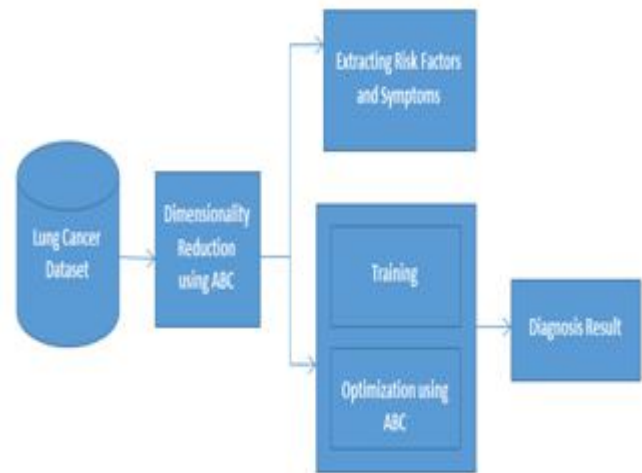 Extracting Risk Factors
and Symptoms
Lung Cancer
Dataset
Dimensionality
Reduction
using ABC
Training
Optimization using
ABC
Diagnosis Result